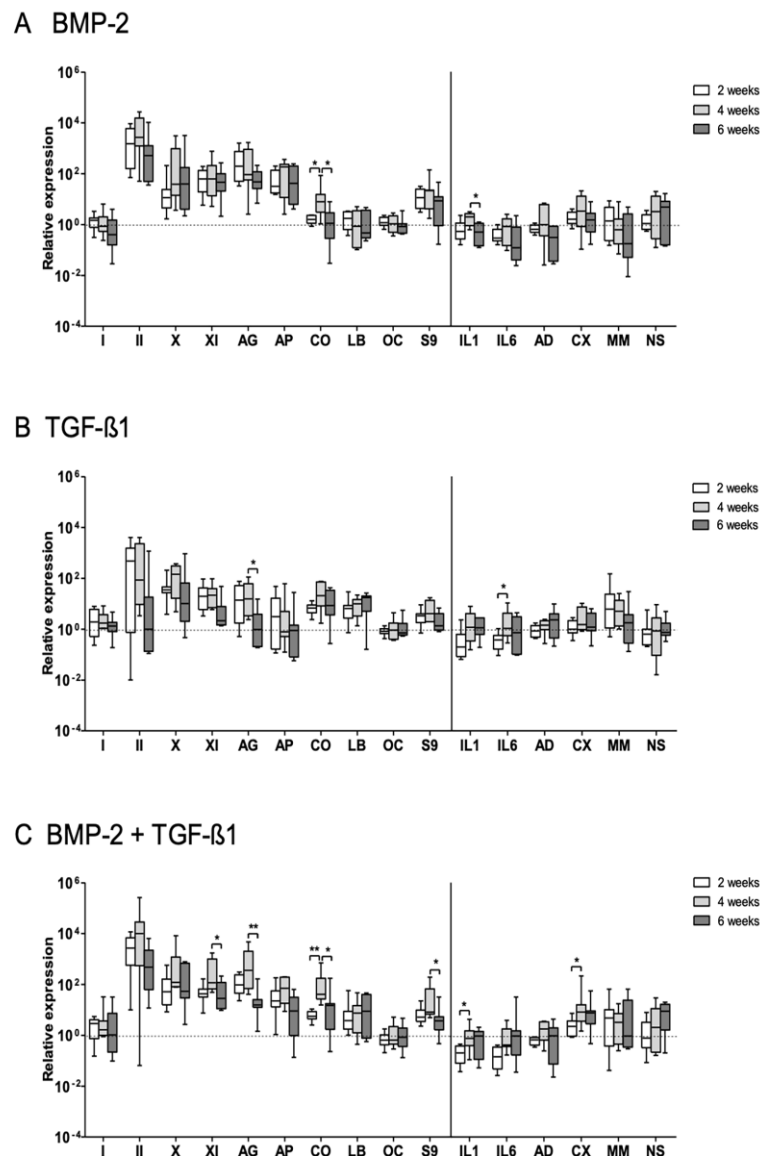 A BMP-2
10⁶
10⁴
10²
10⁰
10⁻²
10⁻⁴
Relative expression
2 weeks
4 weeks
6 weeks
* *
*
I II X XI AG AP CO LB OC S9 IL1 IL6 AD CX MM NS
B TGF-ß1
10⁶
10⁴
10²
10⁰
10⁻²
10⁻⁴
Relative expression
2 weeks
4 weeks
6 weeks
*
*
I II X XI AG AP CO LB OC S9 IL1 IL6 AD CX MM NS
C BMP-2 + TGF-ß1
10⁶
10⁴
10²
10⁰
10⁻²
10⁻⁴
Relative expression
2 weeks
4 weeks
6 weeks
* ** ** * * * *
I II X XI AG AP CO LB OC S9 IL1 IL6 AD CX MM NS